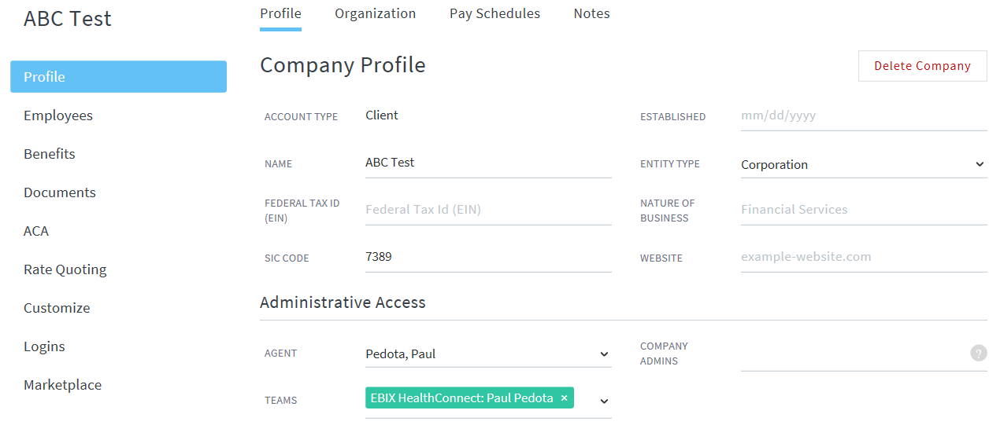 ABC Test
Profile Organization Pay Schedules Notes
Company Profile
Delete Company
Profile
Employees
Benefits
Documents
ACA
Rate Quoting
Customize
Logins
Marketplace
ACCOUNT TYPE Client
ESTABLISHED mm/dd/yyyy
NAME ABC Test
ENTITY TYPE Corporation
FEDERAL TAX ID
(EIN)
Federal Tax Id (EIN)
NATURE OF
BUSINESS
Financial Services
SIC CODE 7389
WEBSITE example-website.com
Administrative Access
AGENT Pedota, Paul
COMPANY
ADMINS
?
TEAMS EBIX HealthConnect: Paul Pedota ×